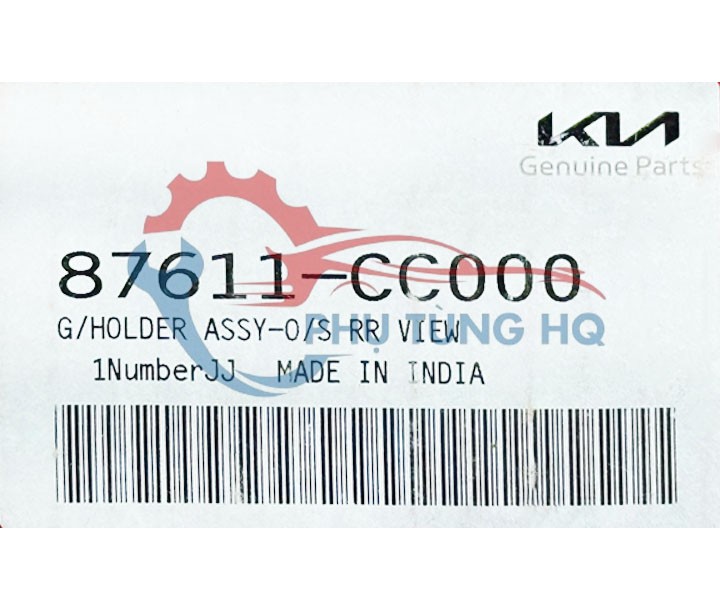 KIA
Genuine Parts
87611-CC000
G/HOLDER ASSY-O/S RR VIEW
PHỤ TÙNG HQ
1NumberJJ MADE IN INDIA